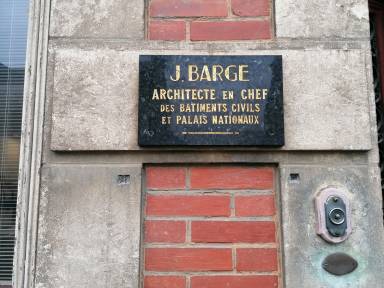 J. BARGE
ARCHITECTE EN CHEF
DES BATIMENTS CIVILS
ET PALAIS NATIONAUX